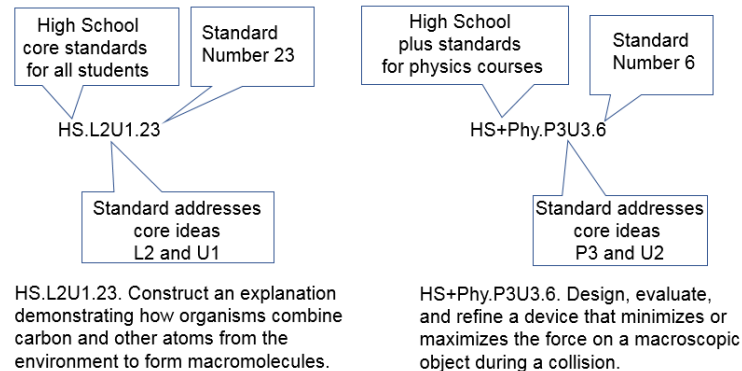 High School
core standards
for all students
Standard
Number 23
HS.L2U1.23
Standard addresses
core ideas
L2 and U1
HS.L2U1.23. Construct an explanation
demonstrating how organisms combine
carbon and other atoms from the
environment to form macromolecules.
High School
plus standards
for physics courses
Standard
Number 6
HS+Phy.P3U3.6
Standard addresses
core ideas
P3 and U2
HS+Phy.P3U3.6. Design, evaluate,
and refine a device that minimizes or
maximizes the force on a macroscopic
object during a collision.